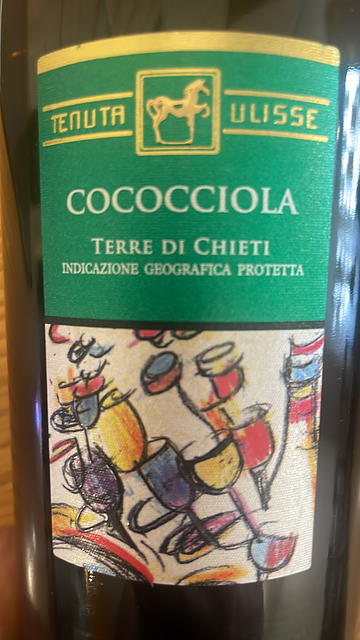 TENUTA ULISSE
COCOCCIOLA
TERRE DI CHIETI
INDICAZIONE GEOGRAFICA PROTETTA